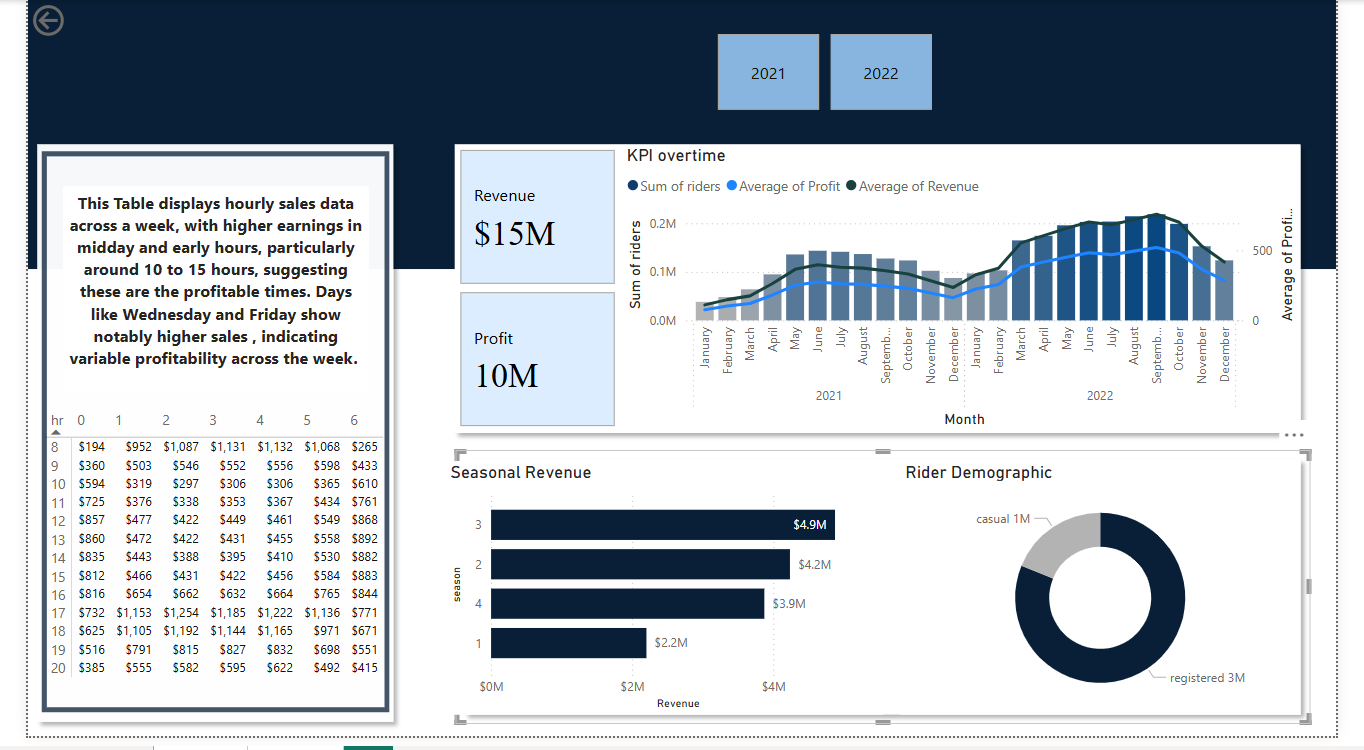 2021
2022
This Table displays hourly sales data
across a week, with higher earnings in
midday and early hours, particularly
around 10 to 15 hours, suggesting
these are the profitable times. Days
like Wednesday and Friday show
notably higher sales , indicating
variable profitability across the week.
hr 0 1 2 3 4 5 6
8 $194 $952 $1,087 $1,131 $1,132 $1,068 $265
9 $360 $503 $546 $552 $556 $598 $433
10 $594 $319 $297 $306 $306 $365 $610
11 $725 $376 $338 $353 $367 $434 $761
12 $857 $477 $422 $449 $461 $549 $868
13 $860 $472 $422 $431 $455 $558 $892
14 $835 $443 $388 $395 $410 $530 $882
15 $812 $466 $431 $422 $456 $584 $883
16 $816 $654 $662 $632 $664 $765 $844
17 $732 $1,153 $1,254 $1,185 $1,222 $1,136 $771
18 $625 $1,105 $1,192 $1,144 $1,165 $971 $671
19 $516 $791 $815 $827 $832 $698 $551
20 $385 $555 $582 $595 $622 $492 $415
Revenue
$15M
Profit
10M
KPI overtime
Sum of riders Average of Profit Average of Revenue
Sum of riders
0.2M
0.1M
0.0M
500
0
Average of Profi...
January
February
March
April
May
June
July
August
Septemb...
October
November
December
January
February
March
April
May
June
July
August
Septemb...
October
November
December
2021
2022
Month
Seasonal Revenue
season
3 $4.9M
2 $4.2M
4 $3.9M
1 $2.2M
$0M $2M $4M
Revenue
Rider Demographic
casual 1M
registered 3M